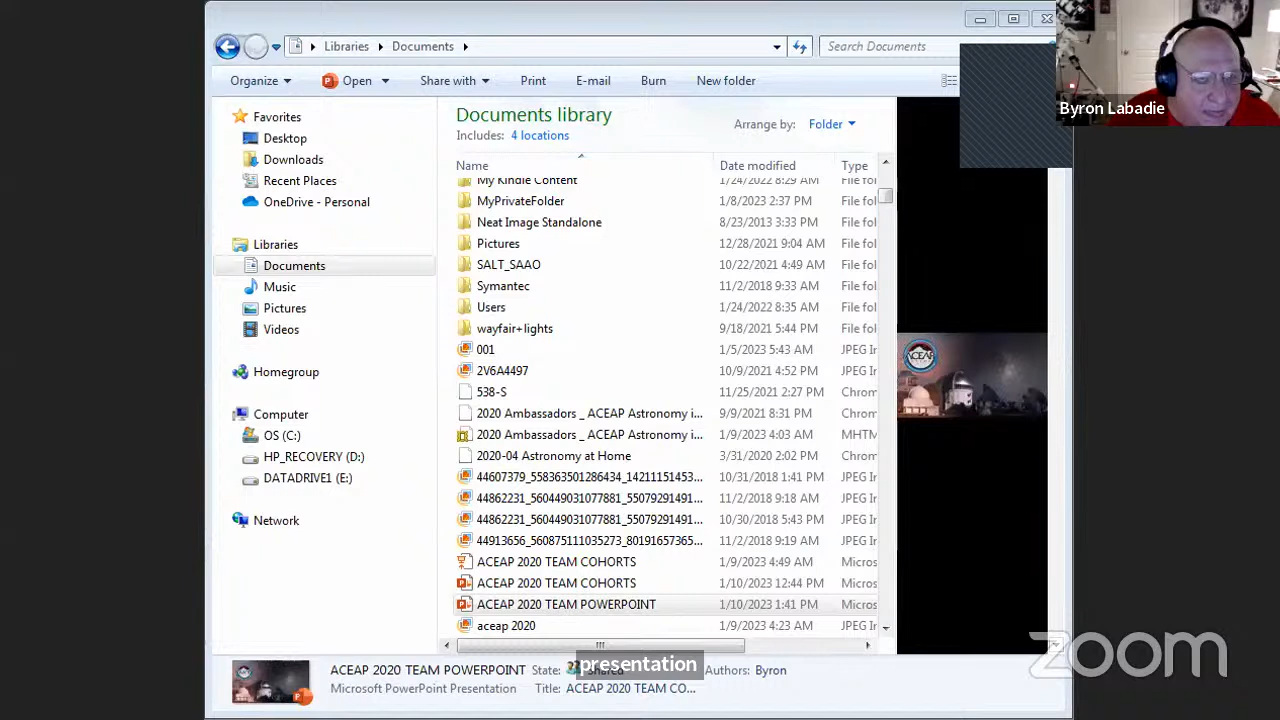 Libraries
Documents
Search Documents
Organize
Open
Share with
Print
E-mail
Burn
New folder
Byron Labadie
Favorites
Desktop
Downloads
Recent Places
OneDrive - Personal
Libraries
Documents
Music
Pictures
Videos
Homegroup
Computer
OS (C:)
HP_RECOVERY (D:)
DATADRIVE1 (E:)
Network
Documents library
Includes: 4 locations
Arrange by: Folder
Name Date modified Type
My Kindle Content 1/24/2022 8:29 AM File fol
MyPrivateFolder 1/8/2023 2:37 PM File fol
Neat Image Standalone 8/23/2013 3:33 PM File fol
Pictures 12/28/2021 9:04 AM File fol
SALT_SAAO 10/22/2021 4:49 AM File fol
Symantec 11/2/2018 9:33 AM File fol
Users 1/24/2022 8:35 AM File fol
wayfair+lights 9/18/2021 5:44 PM File fol
001 1/5/2023 5:43 AM JPEG Ir
2V6A4497 10/9/2021 4:52 PM JPEG Ir
538-S 11/25/2021 2:27 PM Chrom
2020 Ambassadors _ ACEAP Astronomy i... 9/9/2021 8:31 PM Chrom
2020 Ambassadors _ ACEAP Astronomy i... 1/9/2023 4:03 AM MHTM
2020-04 Astronomy at Home 3/31/2020 2:02 PM Chrom
44607379_558363501286434_14211151453... 10/31/2018 1:41 PM JPEG Ir
44862231_560449031077881_55079291491... 11/2/2018 9:18 AM JPEG Ir
44862231_560449031077881_55079291491... 10/30/2018 5:43 PM JPEG Ir
44913656_560875111035273_80191657365... 11/2/2018 9:19 AM JPEG Ir
ACEAP 2020 TEAM COHORTS 1/9/2023 4:49 AM Micros
ACEAP 2020 TEAM COHORTS 1/10/2023 12:44 PM Micros
ACEAP 2020 TEAM POWERPOINT 1/10/2023 1:41 PM Micros
aceap 2020 1/9/2023 4:23 AM JPEG Ir
ACEAP
ACEAP 2020 TEAM POWERPOINT State: Shared Authors: Byron
Microsoft PowerPoint Presentation Title: ACEAP 2020 TEAM CO...
presentation
zoom